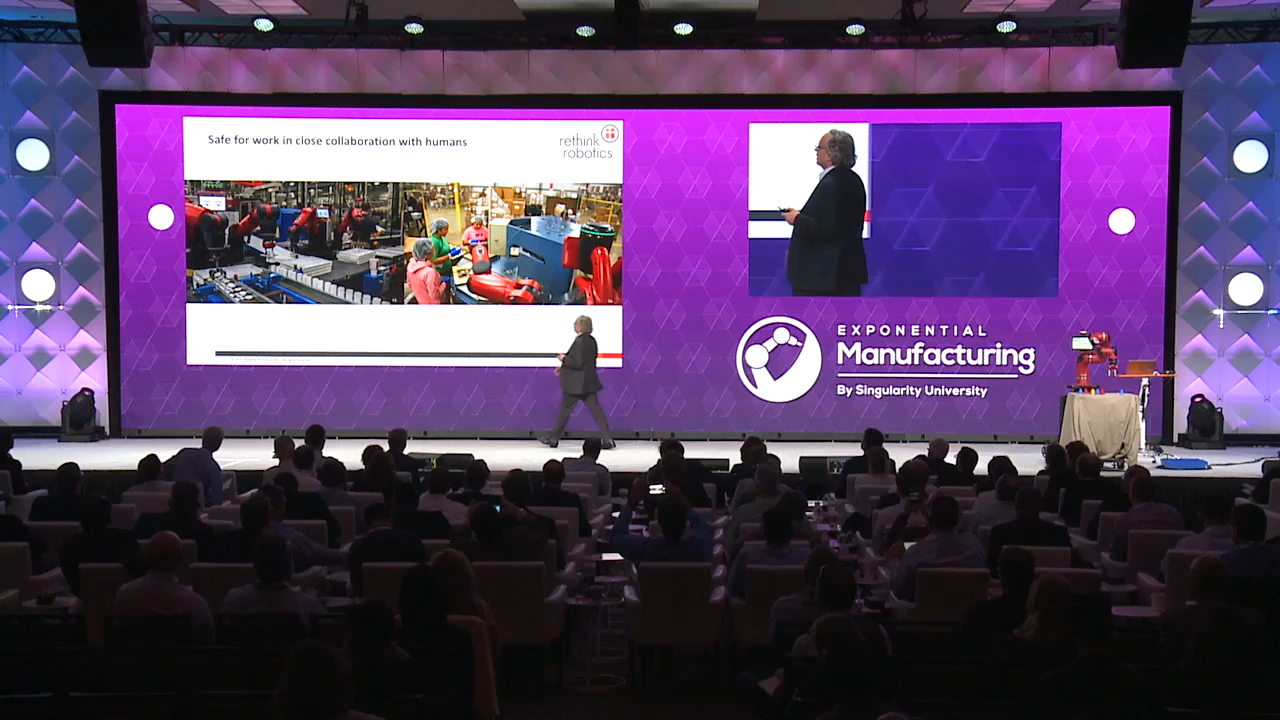 Safe for work in close collaboration with humans
rethink
robotics
EXPONENTIAL
Manufacturing
By Singularity University